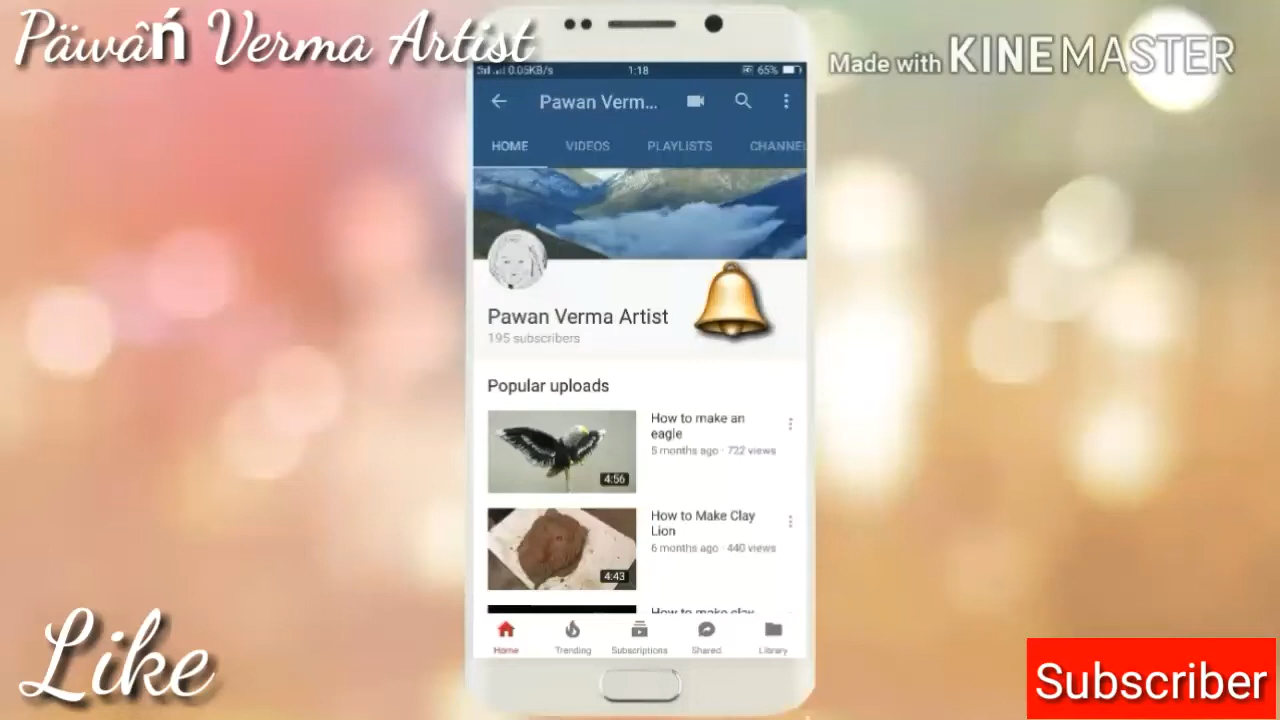 Päwâń Verma Artist
Made with KINEMASTER
0.05KB/s 1:18 65%
Pawan Verm...
HOME VIDEOS PLAYLISTS CHANNEL
Pawan Verma Artist
195 subscribers
Popular uploads
How to make an
eagle
5 months ago · 722 views
4:56
How to Make Clay
Lion
6 months ago · 440 views
4:43
How to make clay
Home Trending Subscriptions Shared Library
Like
Subscriber